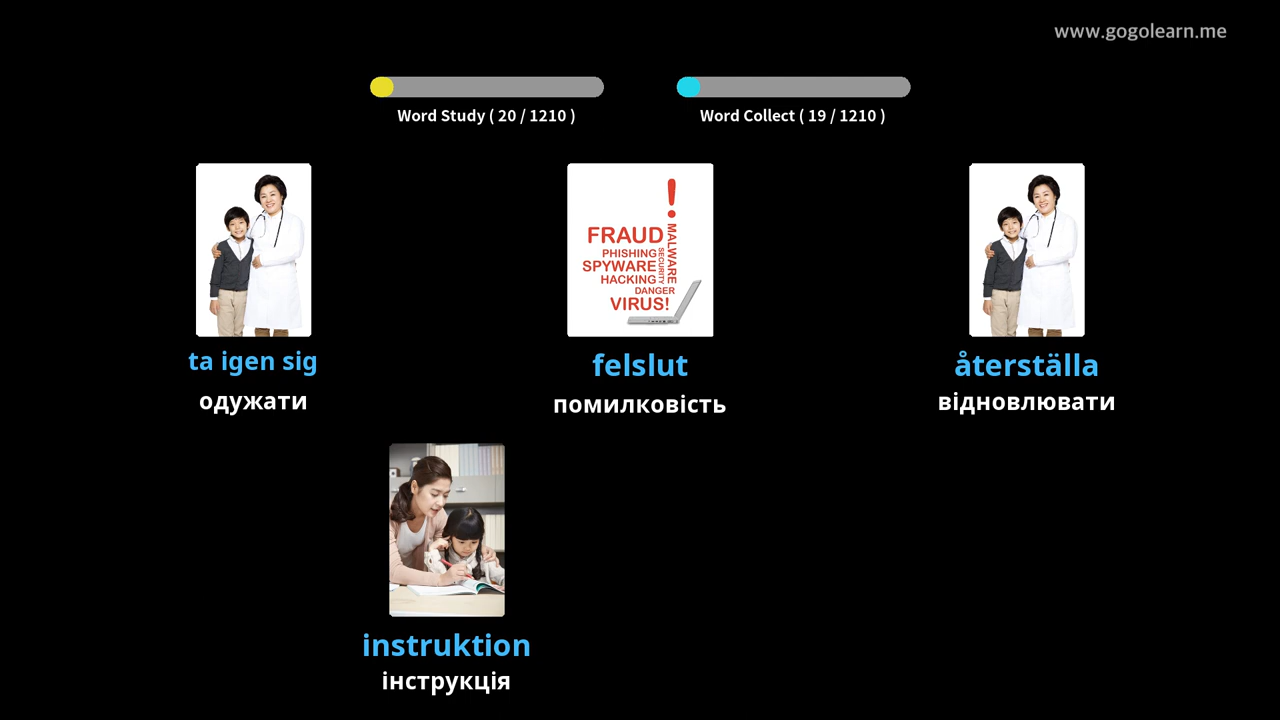 www.gogolearn.me
Word Study ( 20 / 1210 )
Word Collect ( 19 / 1210 )
!
FRAUD
PHISHING
SPYWARE
HACKING
DANGER
VIRUS!
SECURITY
MALWARE
ta igen sig
одужати
felslut
помилковість
återställa
відновлювати
instruktion
інструкція